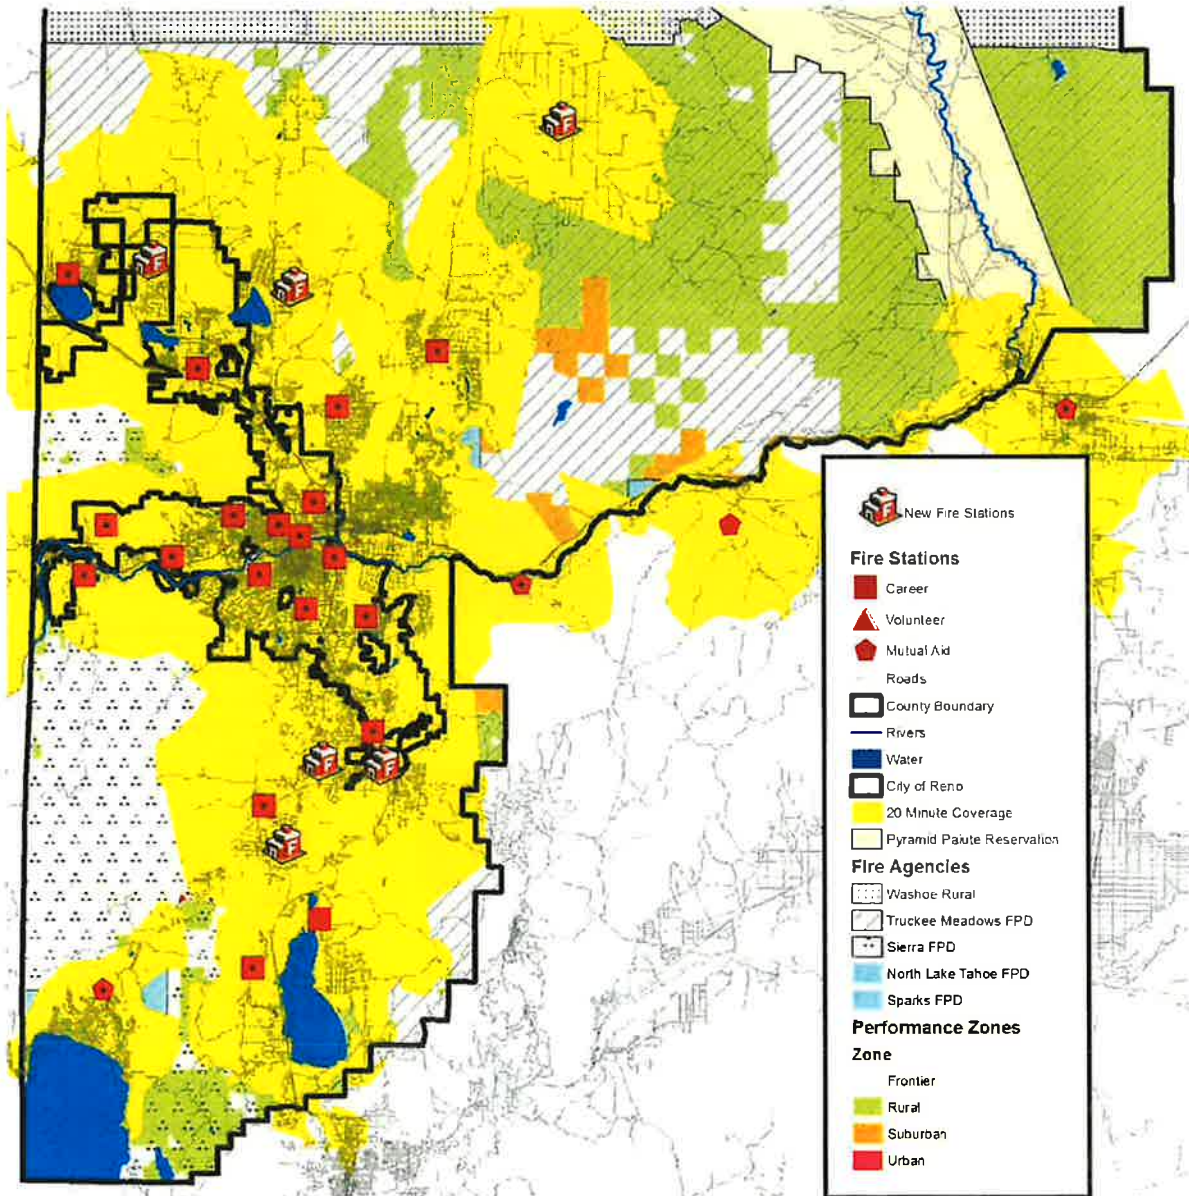 New Fire Stations
Fire Stations
Career
Volunteer
Mutual Aid
Roads
County Boundary
Rivers
Water
City of Reno
20 Minute Coverage
Pyramid Paiute Reservation
Fire Agencies
Washoe Rural
Truckee Meadows FPD
Sierra FPD
North Lake Tahoe FPD
Sparks FPD
Performance Zones
Zone
Frontier
Rural
Suburban
Urban